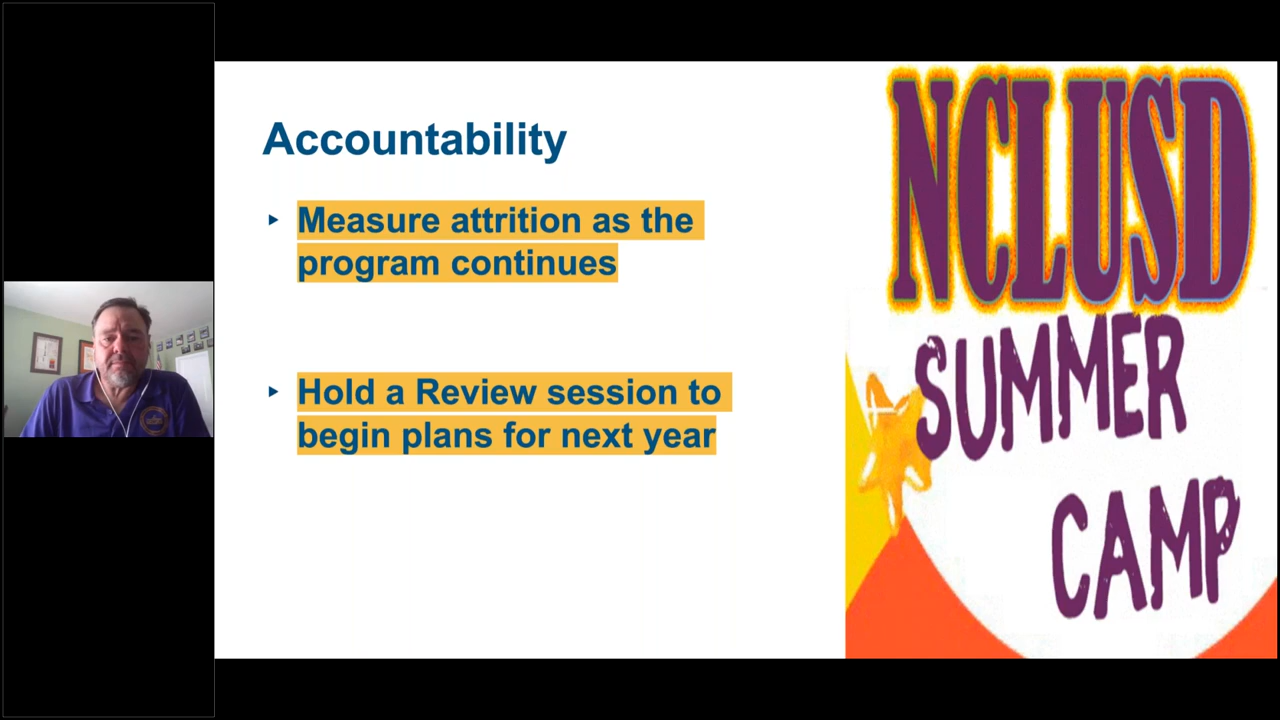 Accountability
Measure attrition as the
program continues
Hold a Review session to
begin plans for next year
NCLUSD
SUMMER
CAMP